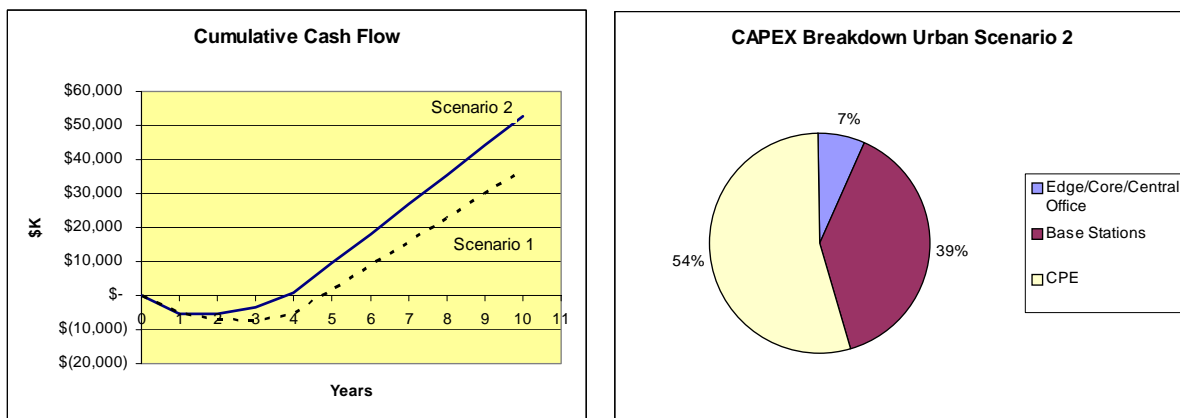 Cumulative Cash Flow
$60,000
$50,000
$40,000
$30,000
$20,000
$10,000
$-
$(10,000)
$(20,000)
$K
Scenario 2
Scenario 1
0 1 2 3 4 5 6 7 8 9 10 11
Years
CAPEX Breakdown Urban Scenario 2
7%
39%
54%
Edge/Core/Central
Office
Base Stations
CPE